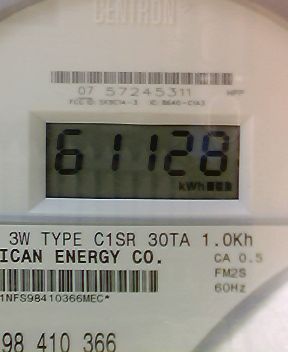 CENTRON
07 57245311
61128
kWh
3W TYPE C1SR 30TA 1.0Kh
ICAN ENERGY CO. CA 0.5
FM2S
1NFS98410366MEC* 60Hz
98 410 366